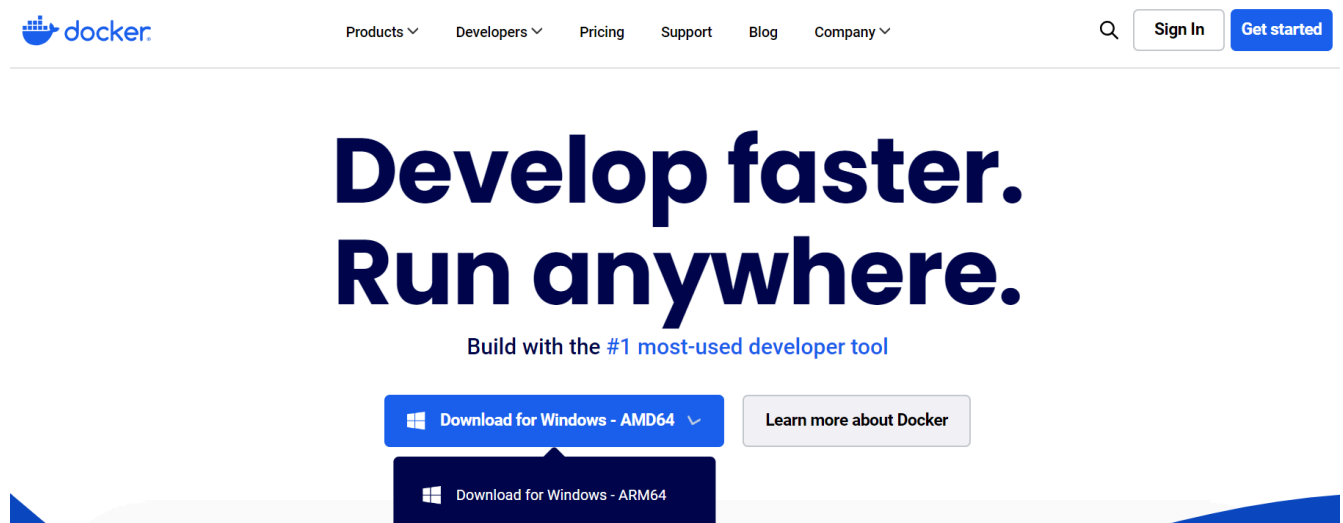 docker
Products Developers Pricing Support Blog Company Sign In Get started
Develop faster.
Run anywhere.
Build with the #1 most-used developer tool
Download for Windows - AMD64 Learn more about Docker
Download for Windows - ARM64